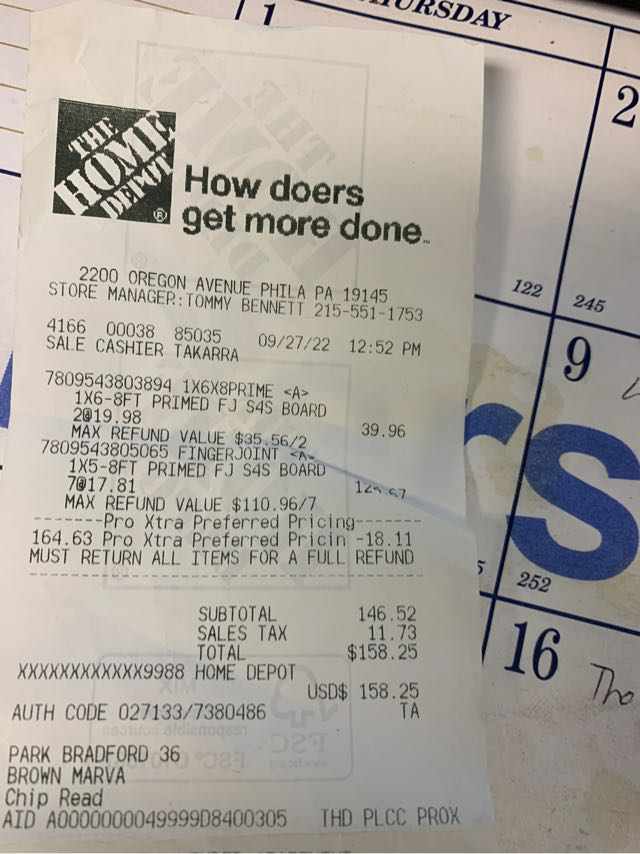 1
THURSDAY
2
THE
HOME
DEPOT
®
How doers
get more done™
2200 OREGON AVENUE PHILA PA 19145
STORE MANAGER:TOMMY BENNETT 215-551-1753
4166 00038 85035 09/27/22 12:52 PM
SALE CASHIER TAKARRA
7809543803894 1X6X8PRIME <A>
1X6-8FT PRIMED FJ S4S BOARD
2@19.98 39.96
MAX REFUND VALUE $35.56/2
7809543805065 FINGERJOINT <A>
1X5-8FT PRIMED FJ S4S BOARD
7@17.81 124.67
MAX REFUND VALUE $110.96/7
-------Pro Xtra Preferred Pricing-------
164.63 Pro Xtra Preferred Pricin -18.11
MUST RETURN ALL ITEMS FOR A FULL REFUND
SUBTOTAL 146.52
SALES TAX 11.73
TOTAL $158.25
XXXXXXXXXXXX9988 HOME DEPOT
USD$ 158.25
AUTH CODE 027133/7380486 TA
PARK BRADFORD 36
BROWN MARVA
Chip Read
AID A0000000049999D8400305 THD PLCC PROX
122
245
9
rs
252
16
Tho